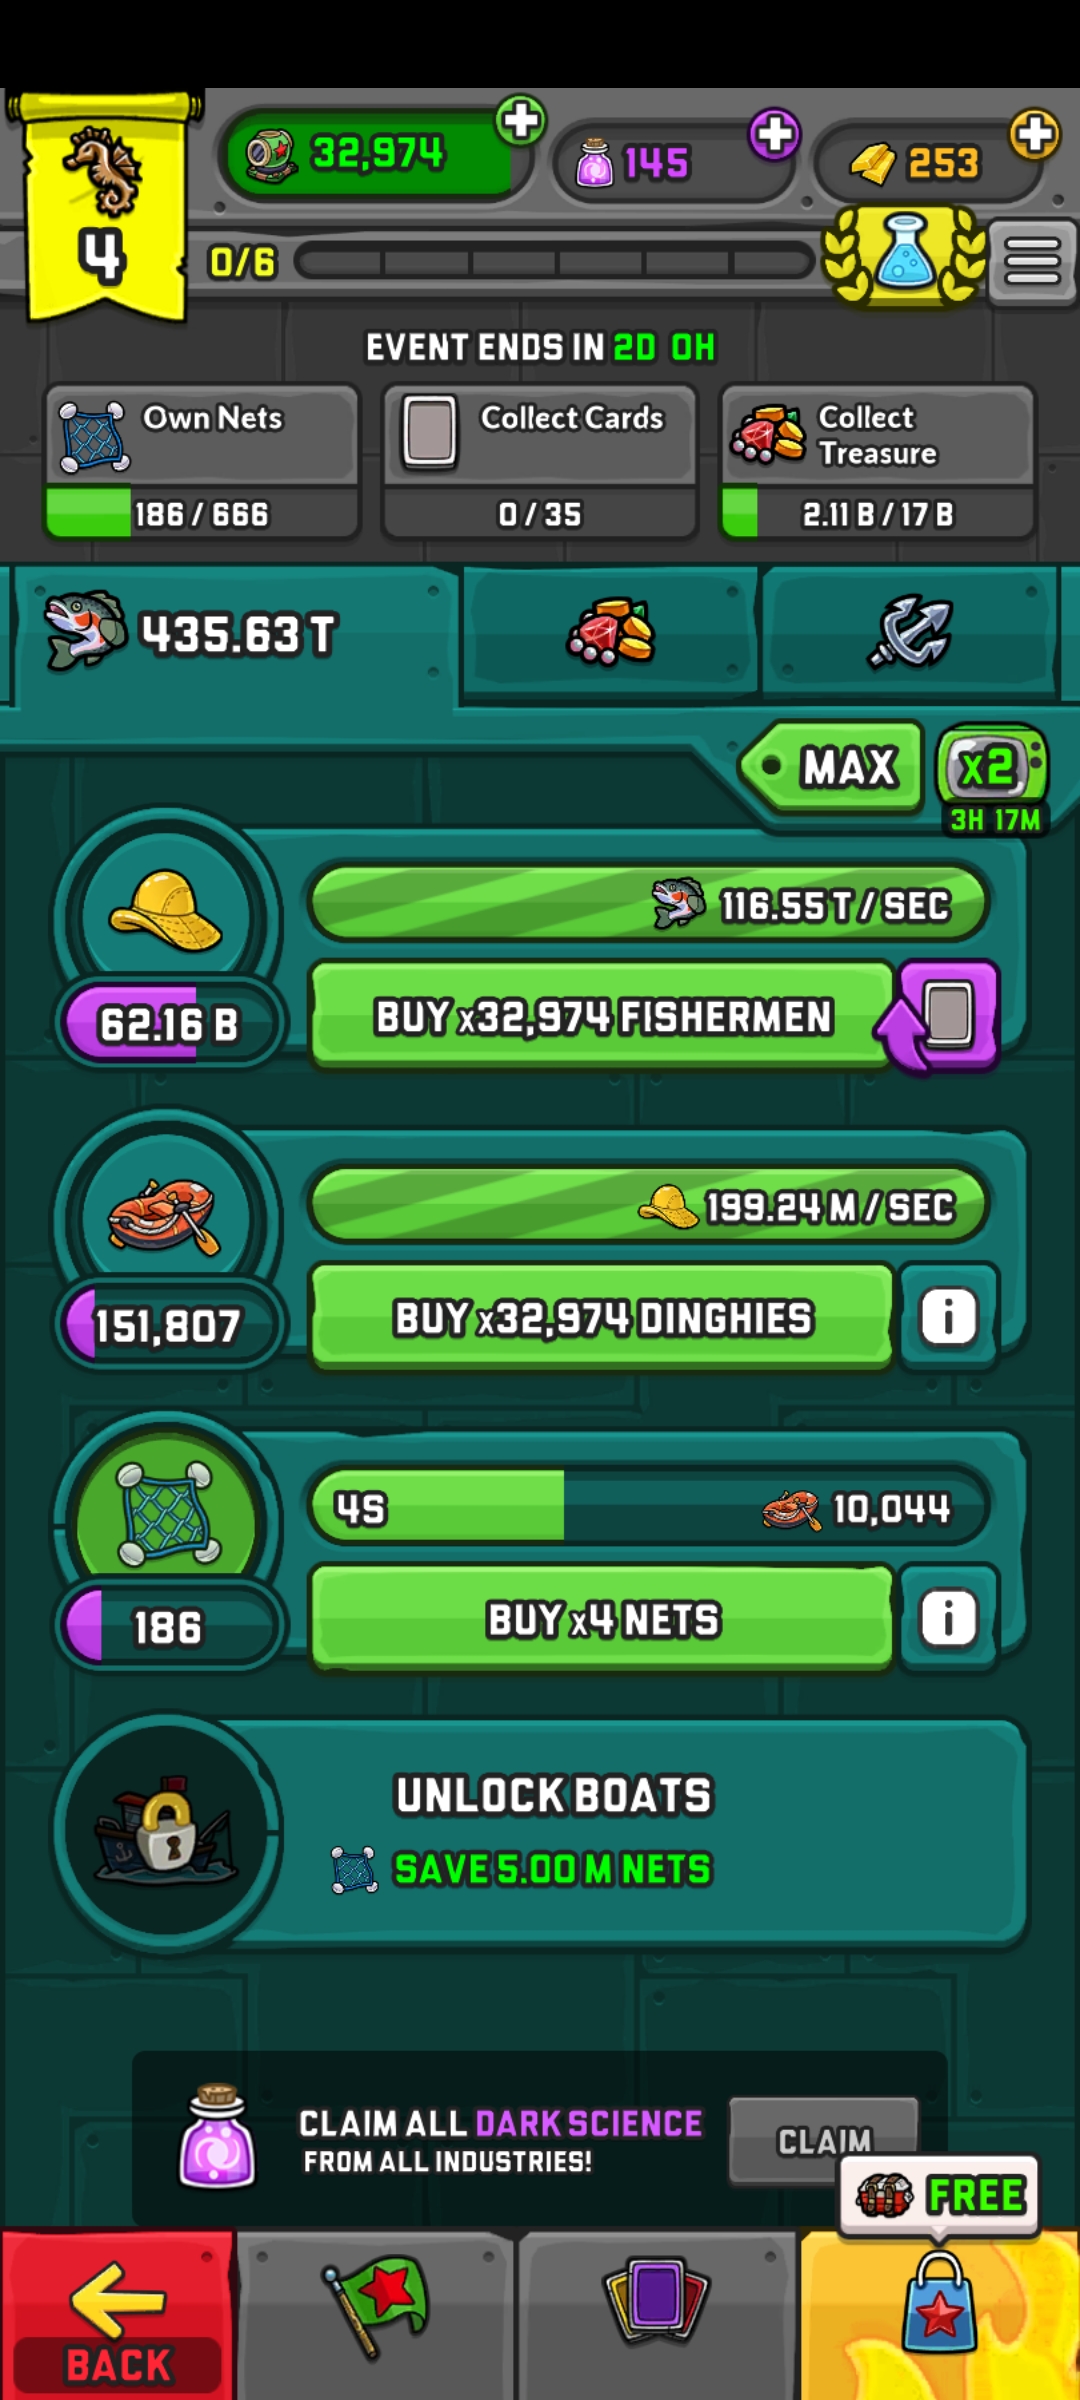 4
32,974
145
253
0/6
EVENT ENDS IN 2D 0H
Own Nets
186 / 666
Collect Cards
0 / 35
Collect
Treasure
2.11 B / 17 B
435.63 T
MAX
x2
3H 17M
116.55 T / SEC
62.16 B
BUY x32,974 FISHERMEN
199.24 M / SEC
151,807
BUY x32,974 DINGHIES
i
4S
10,044
186
BUY x4 NETS
i
UNLOCK BOATS
SAVE 5.00 M NETS
CLAIM ALL DARK SCIENCE
FROM ALL INDUSTRIES!
CLAIM
FREE
BACK